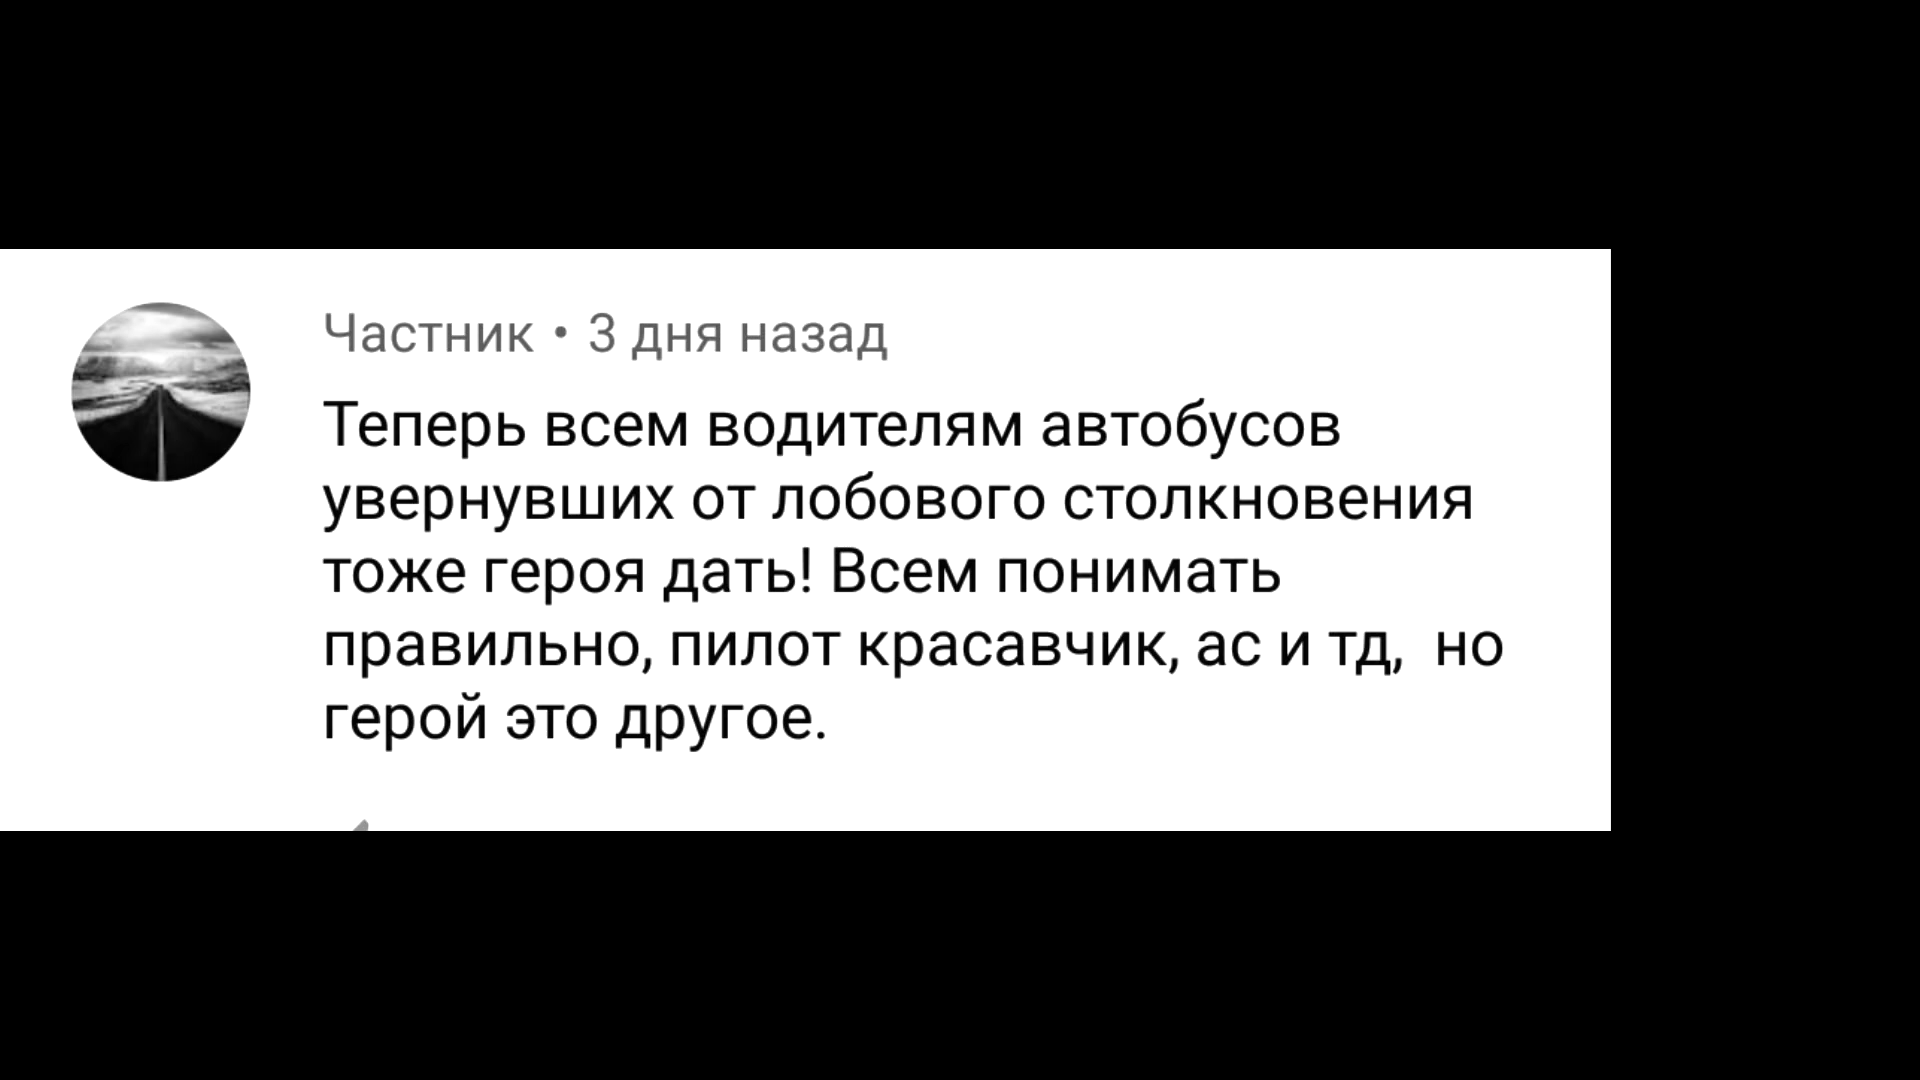 Частник • 3 дня назад
Теперь всем водителям автобусов
увернувших от лобового столкновения
тоже героя дать! Всем понимать
правильно, пилот красавчик, ас и тд,  но
герой это другое.